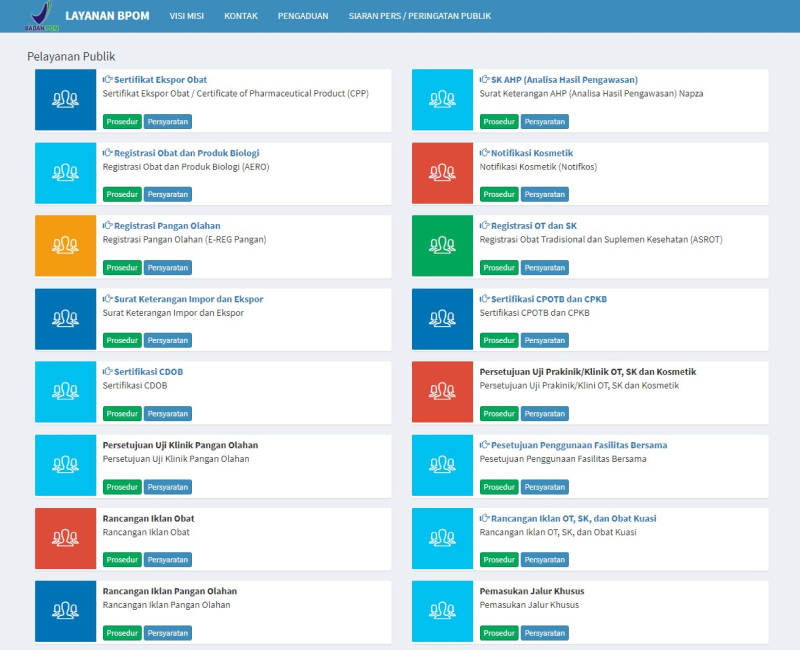 BADAN POM
LAYANAN BPOM
VISI MISI
KONTAK
PENGADUAN
SIARAN PERS / PERINGATAN PUBLIK
Pelayanan Publik
Sertifikat Ekspor Obat
Sertifikat Ekspor Obat / Certificate of Pharmaceutical Product (CPP)
Prosedur Persyaratan
SK AHP (Analisa Hasil Pengawasan)
Surat Keterangan AHP (Analisa Hasil Pengawasan) Napza
Prosedur Persyaratan
Registrasi Obat dan Produk Biologi
Registrasi Obat dan Produk Biologi (AERO)
Prosedur Persyaratan
Notifikasi Kosmetik
Notifikasi Kosmetik (Notifkos)
Prosedur Persyaratan
Registrasi Pangan Olahan
Registrasi Pangan Olahan (E-REG Pangan)
Prosedur Persyaratan
Registrasi OT dan SK
Registrasi Obat Tradisional dan Suplemen Kesehatan (ASROT)
Prosedur Persyaratan
Surat Keterangan Impor dan Ekspor
Surat Keterangan Impor dan Ekspor
Prosedur Persyaratan
Sertifikasi CPOTB dan CPKB
Sertifikasi CPOTB dan CPKB
Prosedur Persyaratan
Sertifikasi CDOB
Sertifikasi CDOB
Prosedur Persyaratan
Persetujuan Uji Prakinik/Klinik OT, SK dan Kosmetik
Persetujuan Uji Prakinik/Klini OT, SK dan Kosmetik
Prosedur Persyaratan
Persetujuan Uji Klinik Pangan Olahan
Persetujuan Uji Klinik Pangan Olahan
Prosedur Persyaratan
Pesetujuan Penggunaan Fasilitas Bersama
Pesetujuan Penggunaan Fasilitas Bersama
Prosedur Persyaratan
Rancangan Iklan Obat
Rancangan Iklan Obat
Prosedur Persyaratan
Rancangan Iklan OT, SK, dan Obat Kuasi
Rancangan Iklan OT, SK, dan Obat Kuasi
Prosedur Persyaratan
Rancangan Iklan Pangan Olahan
Rancangan Iklan Pangan Olahan
Prosedur Persyaratan
Pemasukan Jalur Khusus
Pemasukan Jalur Khusus
Prosedur Persyaratan